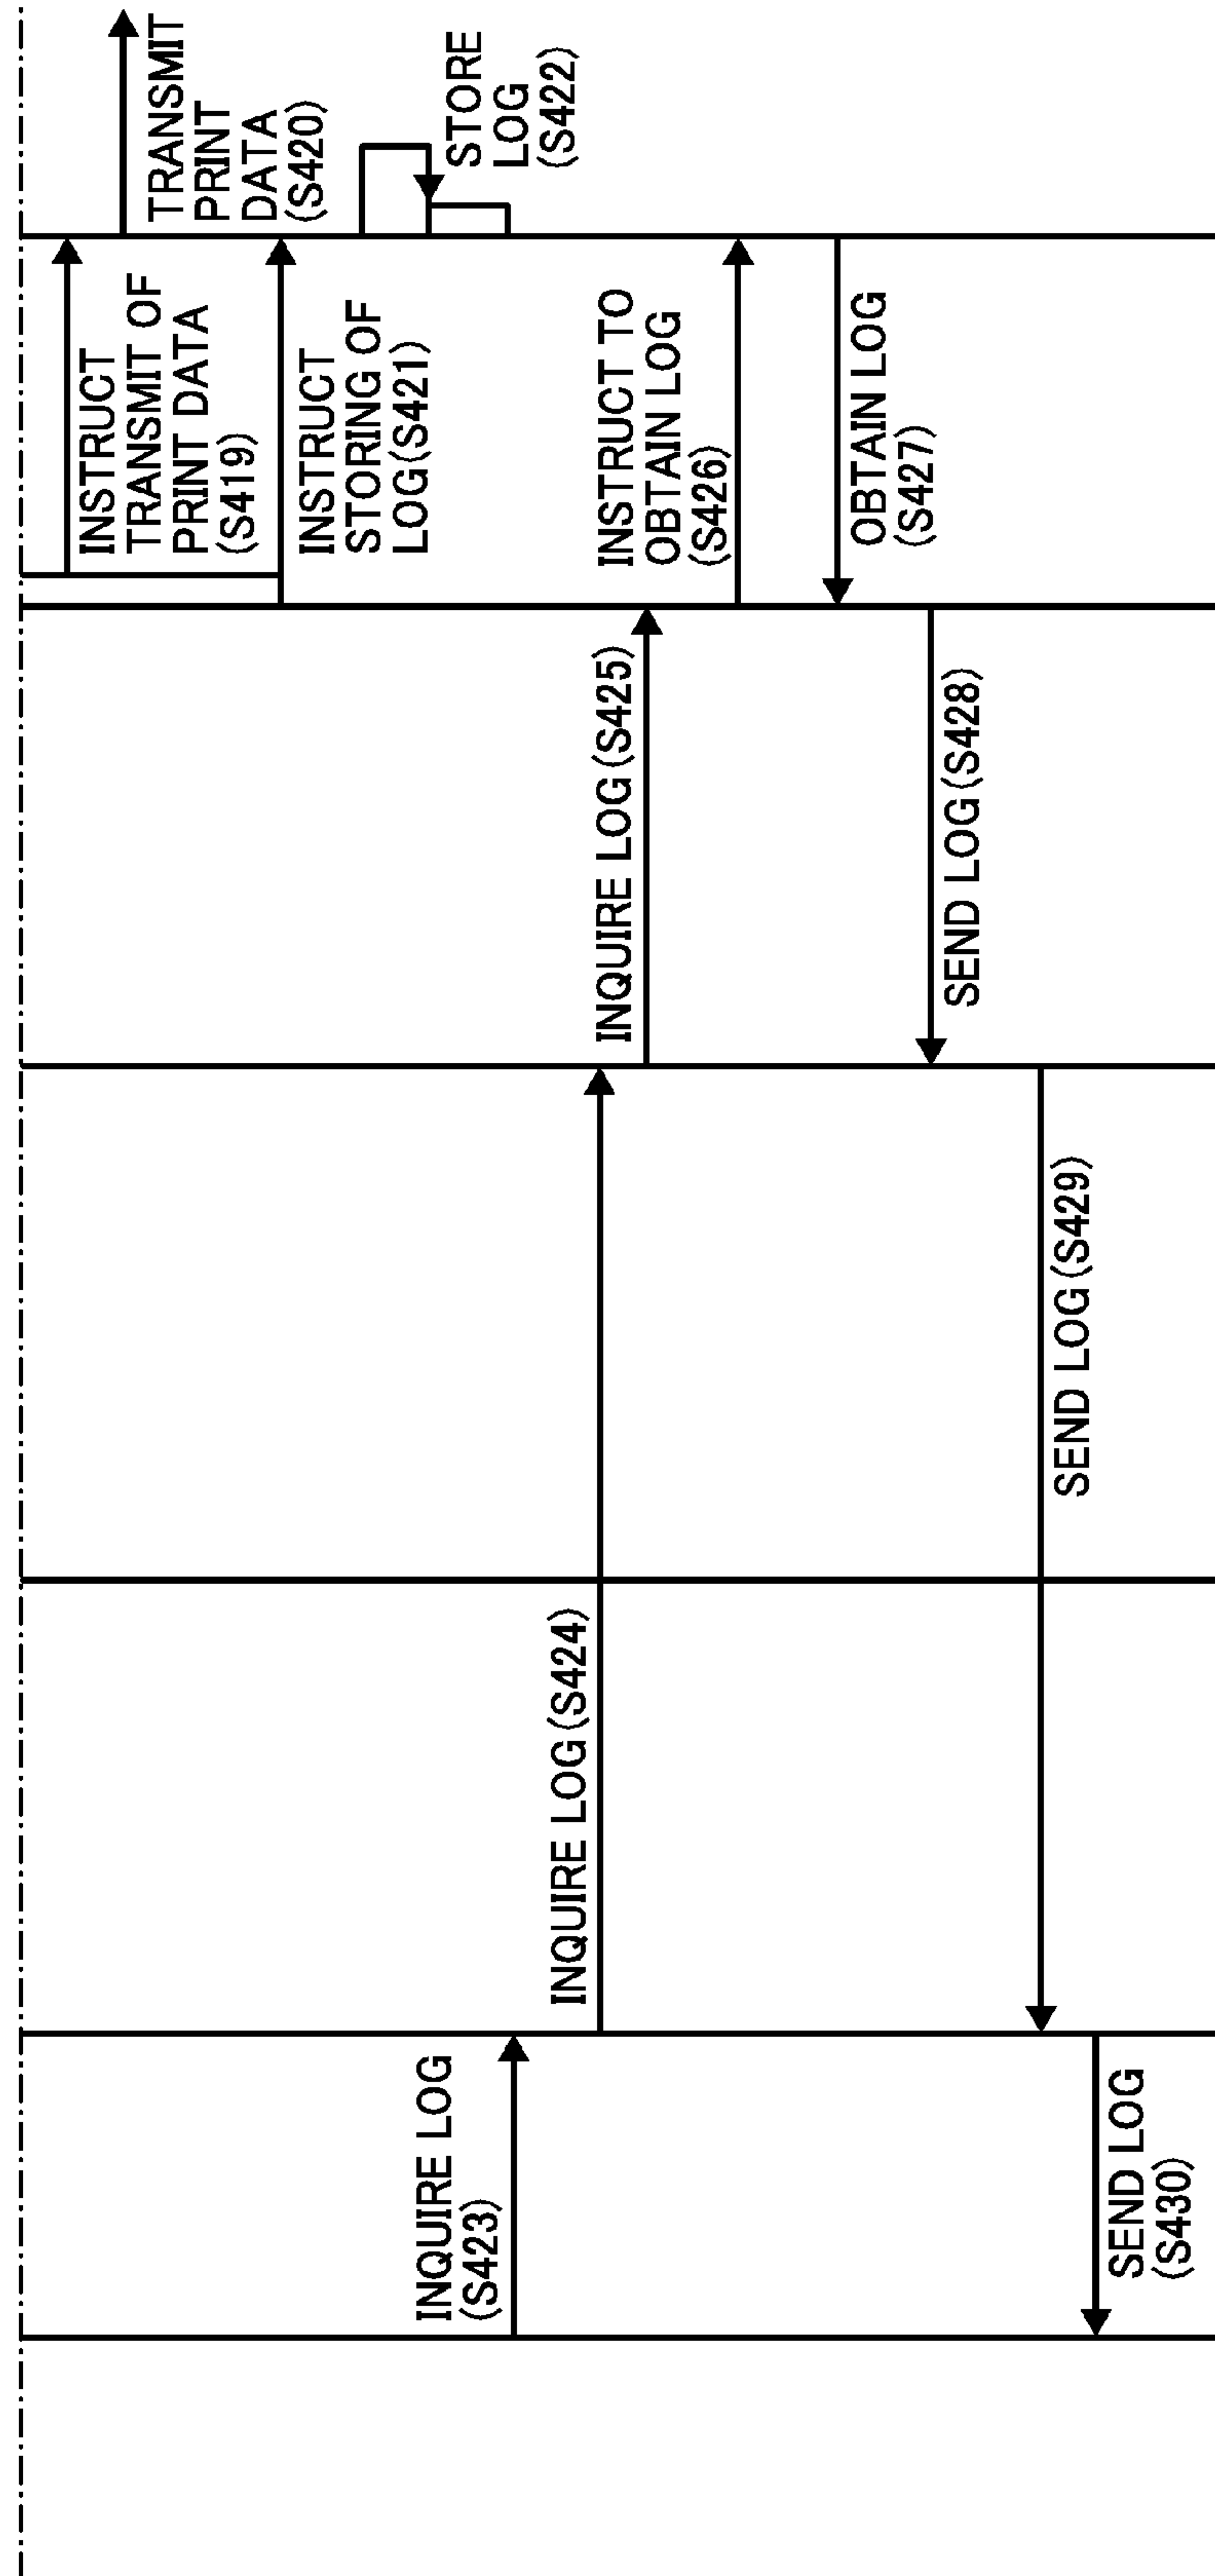 INSTRUCT
TRANSMIT OF
PRINT DATA
(S419)
TRANSMIT
PRINT
DATA
(S420)
INSTRUCT
STORING OF
LOG(S421)
STORE
LOG
(S422)
INQUIRE LOG
(S423)
INQUIRE LOG(S424)
INQUIRE LOG(S425)
INSTRUCT TO
OBTAIN LOG
(S426)
OBTAIN LOG
(S427)
SEND LOG(S428)
SEND LOG(S429)
SEND LOG
(S430)